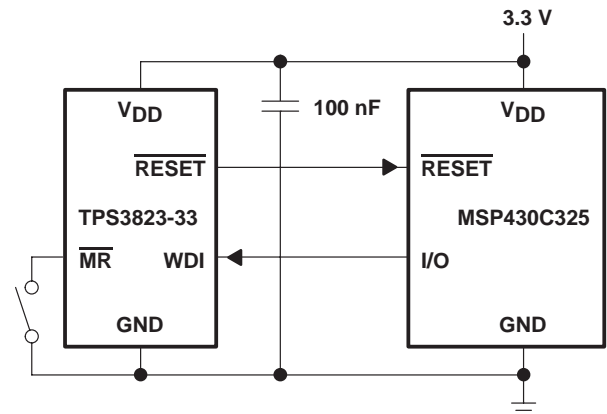 3.3 V
VDD
VDD
100 nF
RESET
RESET
TPS3823-33
MSP430C325
MR
WDI
I/O
GND
GND